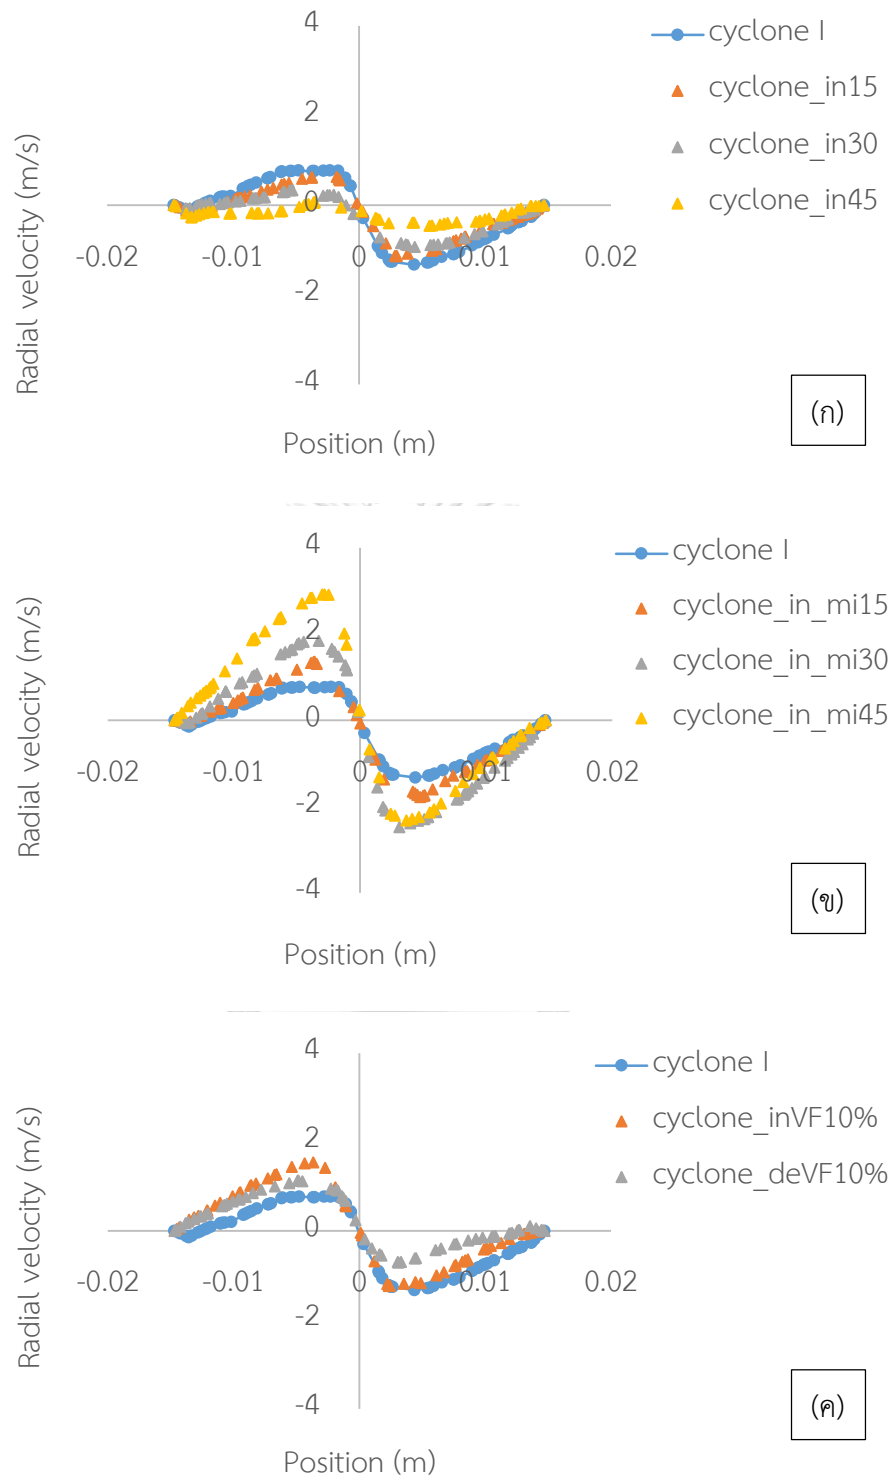 4
2
0
-2
-4
-0.02
-0.01
0
0.01
0.02
Radial velocity (m/s)
Position (m)
cyclone I
cyclone_in15
cyclone_in30
cyclone_in45
(ก)
4
2
0
-2
-4
-0.02
-0.01
0
0.01
0.02
Radial velocity (m/s)
Position (m)
cyclone I
cyclone_in_mi15
cyclone_in_mi30
cyclone_in_mi45
(ข)
4
2
0
-2
-4
-0.02
-0.01
0
0.01
0.02
Radial velocity (m/s)
Position (m)
cyclone I
cyclone_inVF10%
cyclone_deVF10%
(ค)